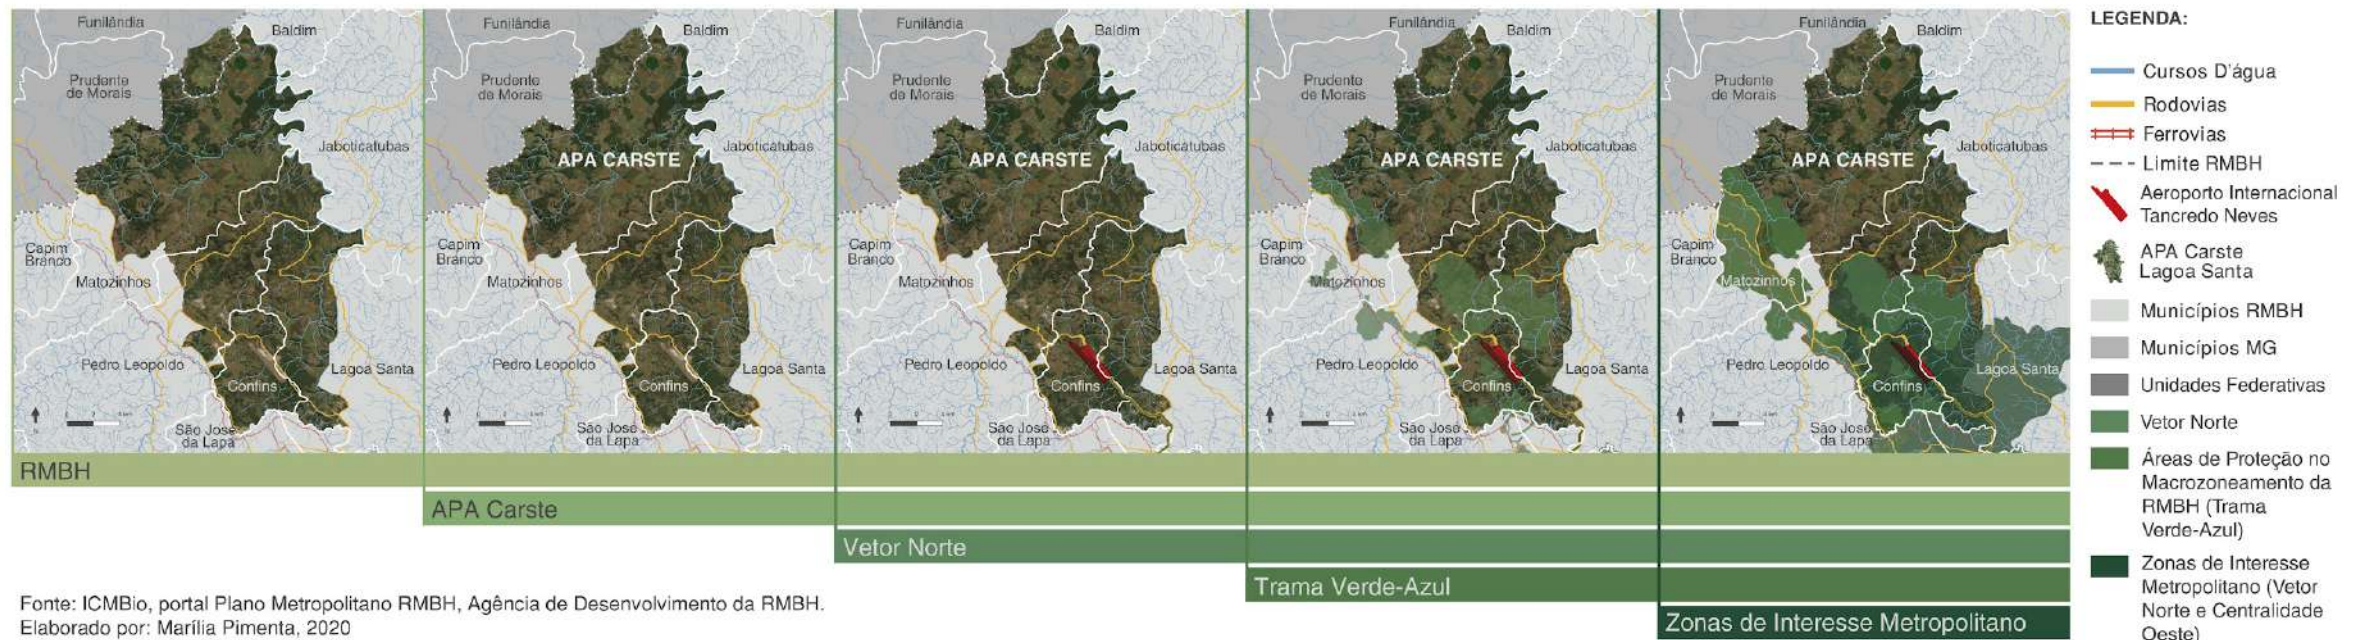 Funilândia
Baldim
Prudente
de Morais
Jaboticatubas
Capim
Branco
Matozinhos
Pedro Leopoldo
Lagoa Santa
Confins
São José
da Lapa
Funilândia
Baldim
Prudente
de Morais
APA CARSTE
Jaboticatubas
Capim
Branco
Matozinhos
Pedro Leopoldo
Lagoa Santa
Confins
São José
da Lapa
Funilândia
Baldim
Prudente
de Morais
APA CARSTE
Jaboticatubas
Capim
Branco
Matozinhos
Pedro Leopoldo
Lagoa Santa
Confins
São José
da Lapa
Funilândia
Baldim
Prudente
de Morais
APA CARSTE
Jaboticatubas
Capim
Branco
Matozinhos
Pedro Leopoldo
Lagoa Santa
Confins
São José
da Lapa
Funilândia
Baldim
Prudente
de Morais
APA CARSTE
Jaboticatubas
Capim
Branco
Matozinhos
Pedro Leopoldo
Lagoa Santa
Confins
São José
da Lapa
RMBH
APA Carste
Vetor Norte
Trama Verde-Azul
Zonas de Interesse Metropolitano
Fonte: ICMBio, portal Plano Metropolitano RMBH, Agência de Desenvolvimento da RMBH.
Elaborado por: Marília Pimenta, 2020
LEGENDA:
Cursos D'água
Rodovias
Ferrovias
Limite RMBH
Aeroporto Internacional
Tancredo Neves
APA Carste
Lagoa Santa
Municípios RMBH
Municípios MG
Unidades Federativas
Vetor Norte
Áreas de Proteção no
Macrozoneamento da
RMBH (Trama
Verde-Azul)
Zonas de Interesse
Metropolitano (Vetor
Norte e Centralidade
Oeste)